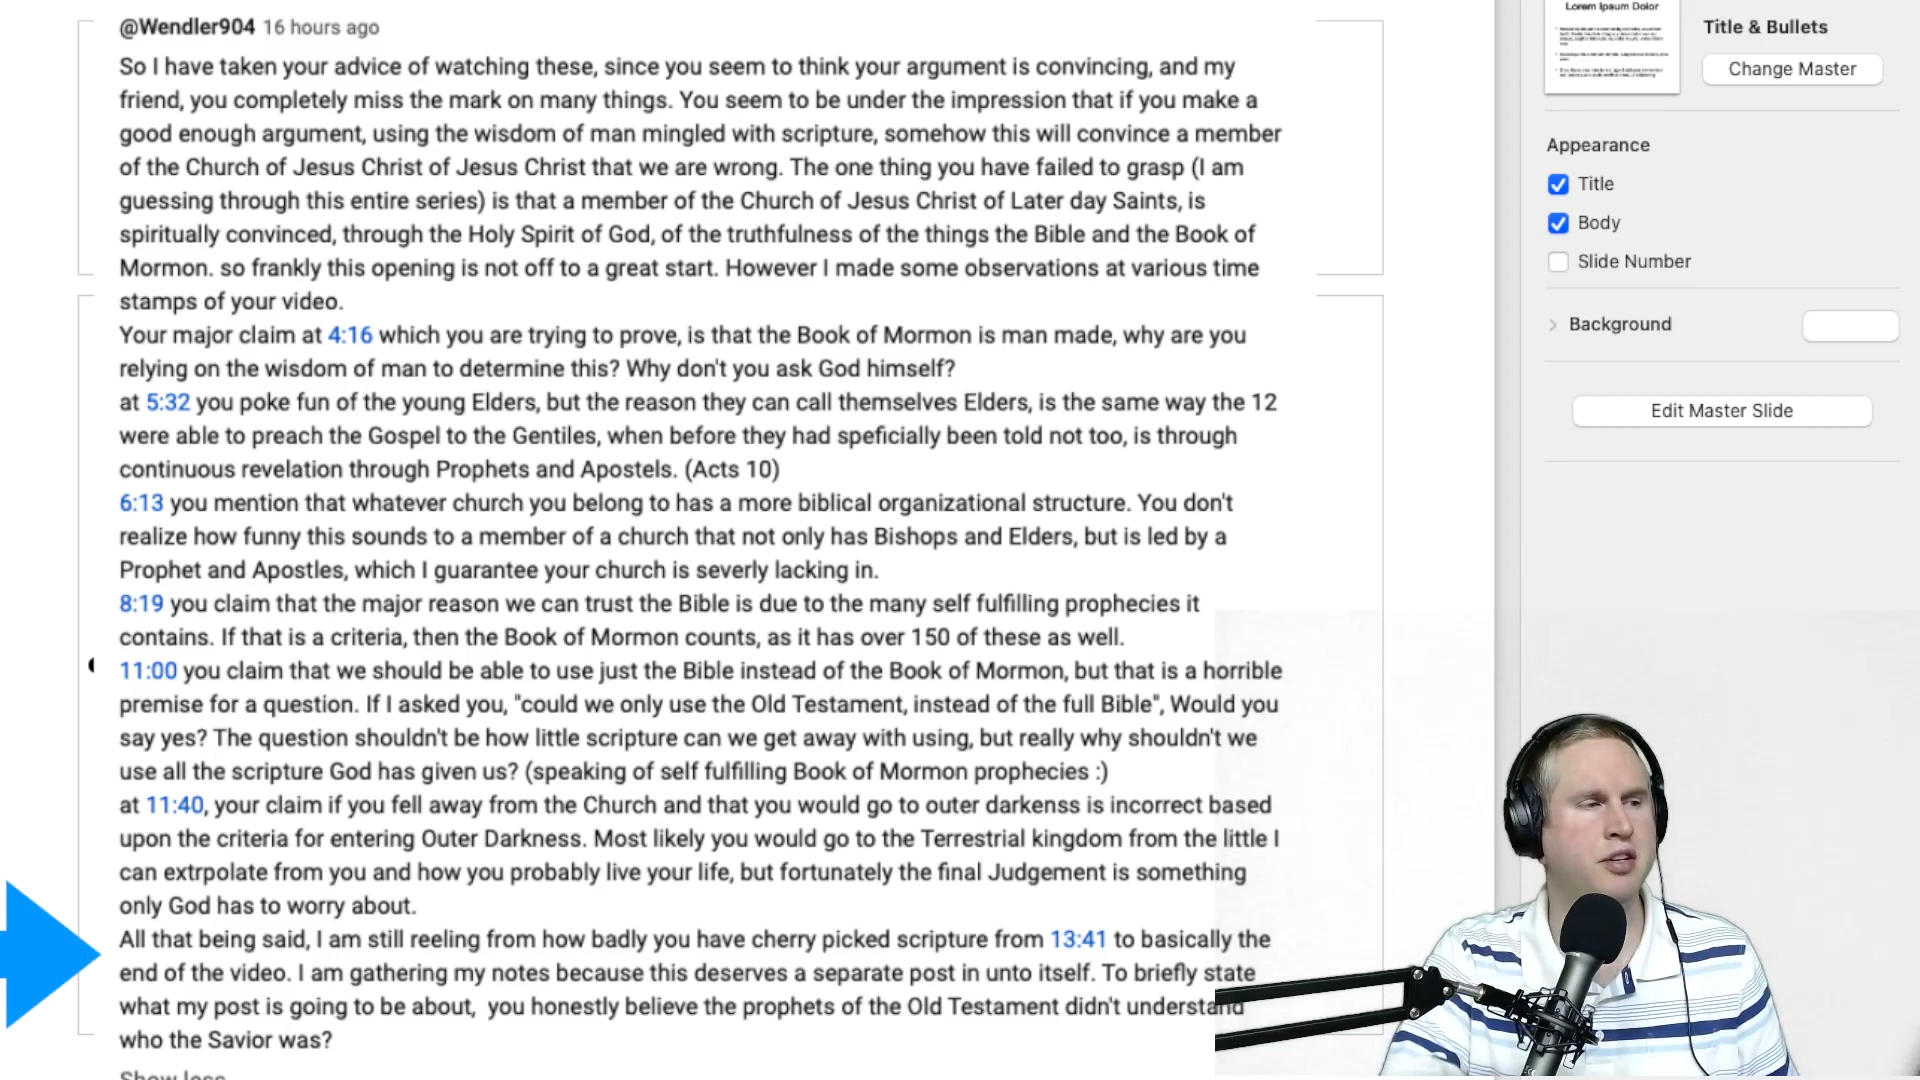 @Wendler904 16 hours ago
So I have taken your advice of watching these, since you seem to think your argument is convincing, and my
friend, you completely miss the mark on many things. You seem to be under the impression that if you make a
good enough argument, using the wisdom of man mingled with scripture, somehow this will convince a member
of the Church of Jesus Christ of Jesus Christ that we are wrong. The one thing you have failed to grasp (I am
guessing through this entire series) is that a member of the Church of Jesus Christ of Later day Saints, is
spiritually convinced, through the Holy Spirit of God, of the truthfulness of the things the Bible and the Book of
Mormon. so frankly this opening is not off to a great start. However I made some observations at various time
stamps of your video.
Your major claim at 4:16 which you are trying to prove, is that the Book of Mormon is man made, why are you
relying on the wisdom of man to determine this? Why don't you ask God himself?
at 5:32 you poke fun of the young Elders, but the reason they can call themselves Elders, is the same way the 12
were able to preach the Gospel to the Gentiles, when before they had speficially been told not too, is through
continuous revelation through Prophets and Apostels. (Acts 10)
6:13 you mention that whatever church you belong to has a more biblical organizational structure. You don't
realize how funny this sounds to a member of a church that not only has Bishops and Elders, but is led by a
Prophet and Apostles, which I guarantee your church is severly lacking in.
8:19 you claim that the major reason we can trust the Bible is due to the many self fulfilling prophecies it
contains. If that is a criteria, then the Book of Mormon counts, as it has over 150 of these as well.
11:00 you claim that we should be able to use just the Bible instead of the Book of Mormon, but that is a horrible
premise for a question. If I asked you, "could we only use the Old Testament, instead of the full Bible", Would you
say yes? The question shouldn't be how little scripture can we get away with using, but really why shouldn't we
use all the scripture God has given us? (speaking of self fulfilling Book of Mormon prophecies :)
at 11:40, your claim if you fell away from the Church and that you would go to outer darkenss is incorrect based
upon the criteria for entering Outer Darkness. Most likely you would go to the Terrestrial kingdom from the little I
can extrpolate from you and how you probably live your life, but fortunately the final Judgement is something
only God has to worry about.
All that being said, I am still reeling from how badly you have cherry picked scripture from 13:41 to basically the
end of the video. I am gathering my notes because this deserves a separate post in unto itself. To briefly state
what my post is going to be about, you honestly believe the prophets of the Old Testament didn't understand
who the Savior was?
Show less
Lorem Ipsum Dolor
Title & Bullets
Change Master
Appearance
Title
Body
Slide Number
Background
Edit Master Slide